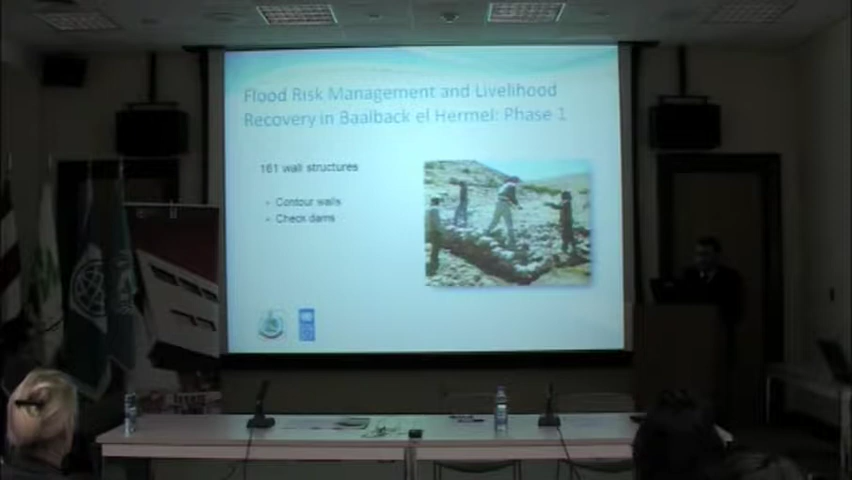 Flood Risk Management and Livelihood
Recovery in Baalback el Hermel: Phase 1
161 wall structures
Contour walls
Check dams